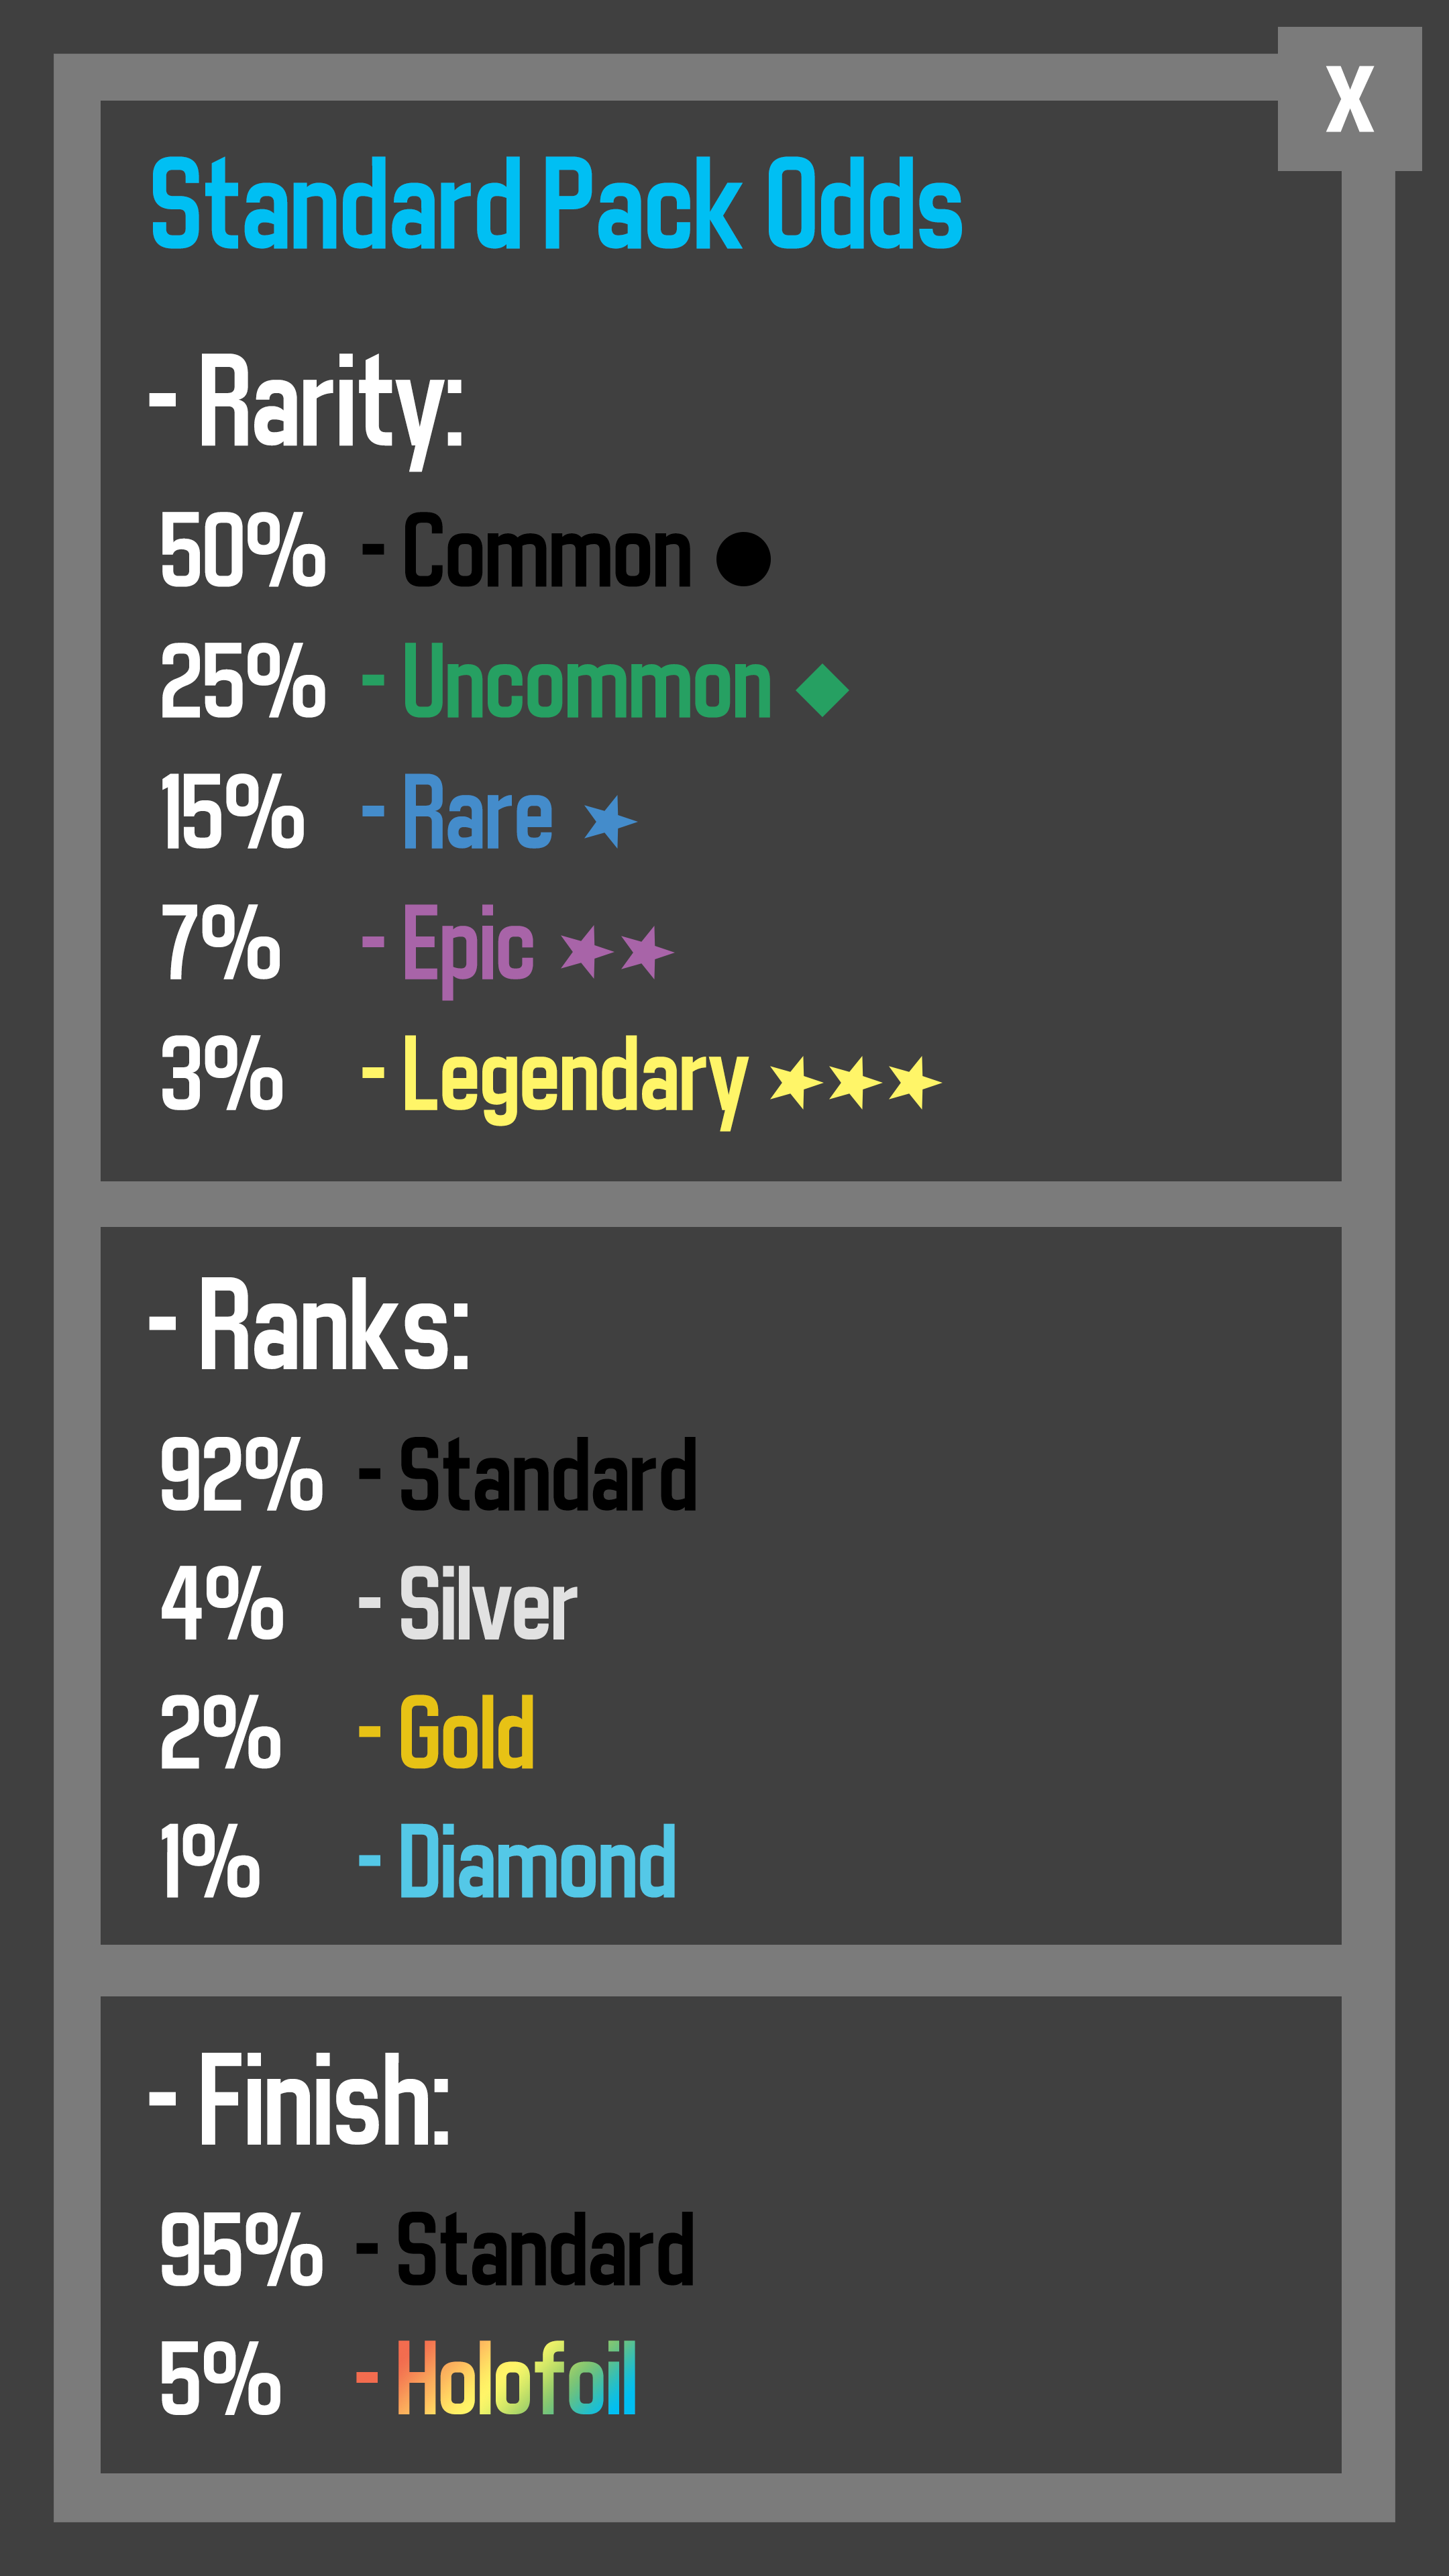 X
Standard Pack Odds
- Rarity:
50% - Common ●
25% - Uncommon ◆
15% - Rare ★
7% - Epic ★★
3% - Legendary ★★★
- Ranks:
92% - Standard
4% - Silver
2% - Gold
1% - Diamond
- Finish:
95% - Standard
5% - Holofoil